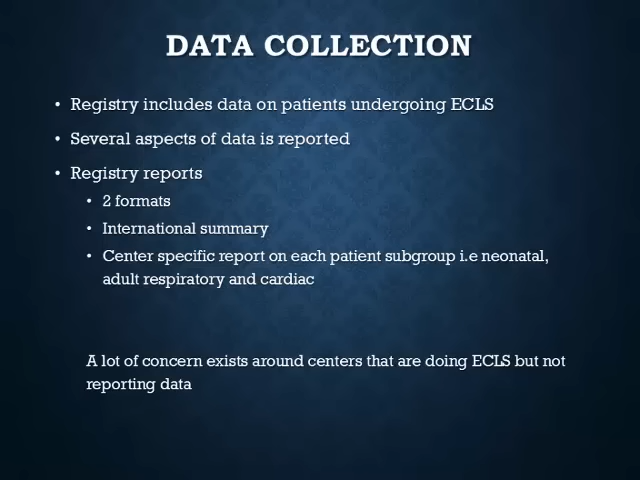 DATA COLLECTION
• Registry includes data on patients undergoing ECLS
• Several aspects of data is reported
• Registry reports
• 2 formats
• International summary
• Center specific report on each patient subgroup i.e neonatal,
adult respiratory and cardiac
A lot of concern exists around centers that are doing ECLS but not
reporting data